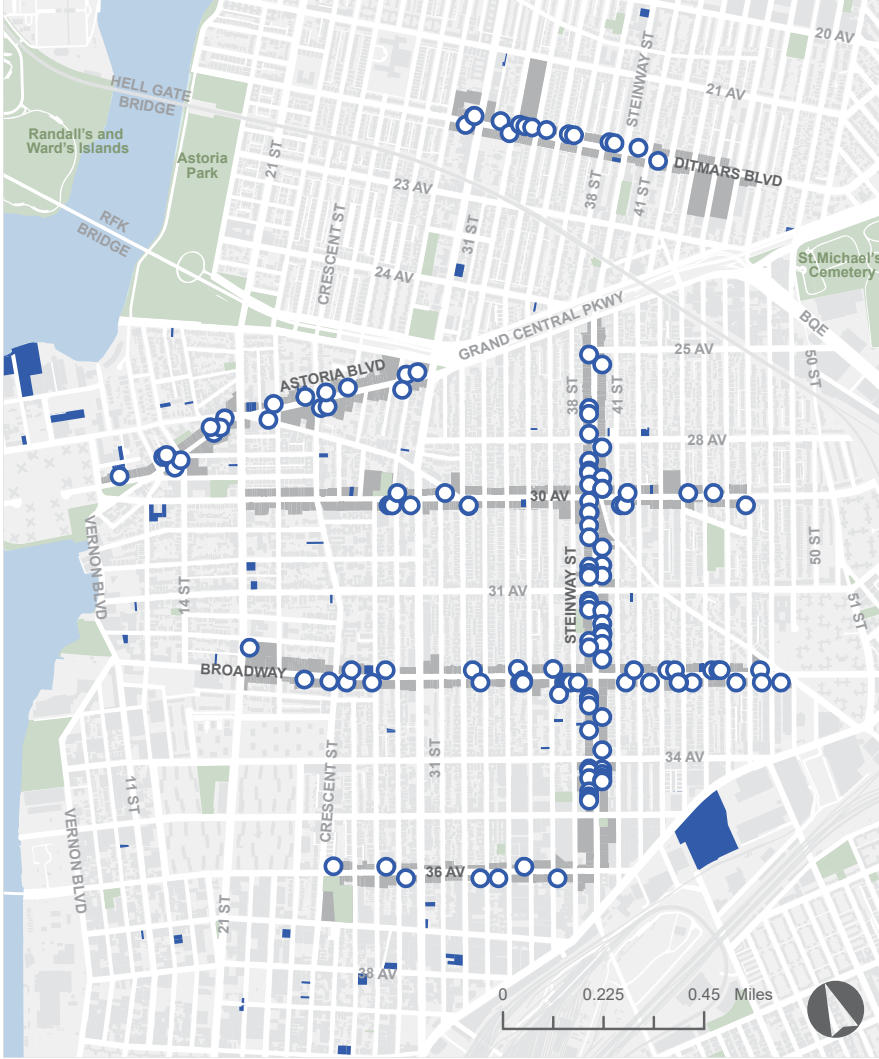 20 AV
STEINWAY ST
21 AV
HELL GATE
BRIDGE
Randall's and
Ward's Islands
Astoria
Park
21 ST
DITMARS BLVD
23 AV
38 ST
41 ST
RFK
BRIDGE
CRESCENT ST
31 ST
24 AV
St.Michael's
Cemetery
GRAND CENTRAL PKWY
BQE
25 AV
50 ST
ASTORIA BLVD
38 ST
41 ST
28 AV
30 AV
VERNON BLVD
14 ST
STEINWAY ST
50 ST
31 AV
51 ST
BROADWAY
CRESCENT ST
31 ST
34 AV
11 ST
VERNON BLVD
36 AV
21 ST
38 AV
0 0.225 0.45 Miles